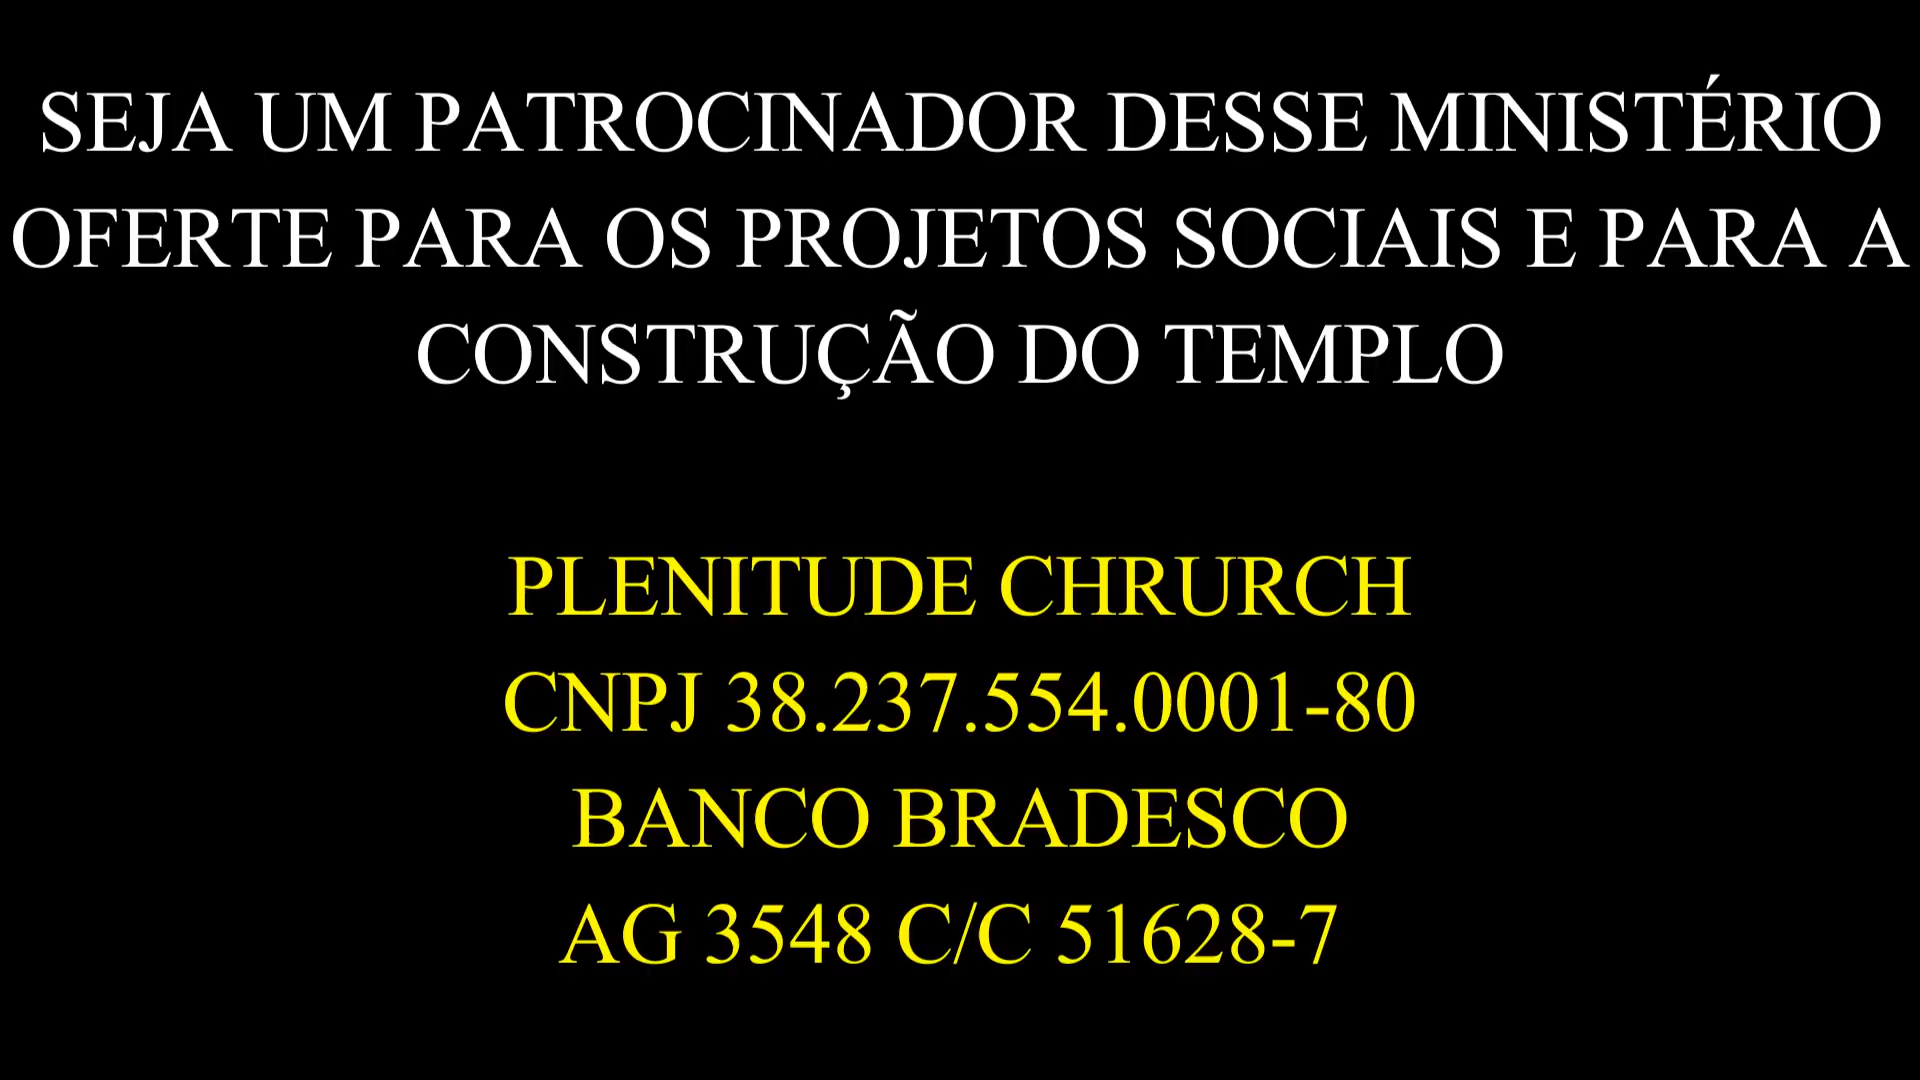 SEJA UM PATROCINADOR DESSE MINISTÉRIO
OFERTE PARA OS PROJETOS SOCIAIS E PARA A
CONSTRUÇÃO DO TEMPLO
PLENITUDE CHRURCH
CNPJ 38.237.554.0001-80
BANCO BRADESCO
AG 3548 C/C 51628-7